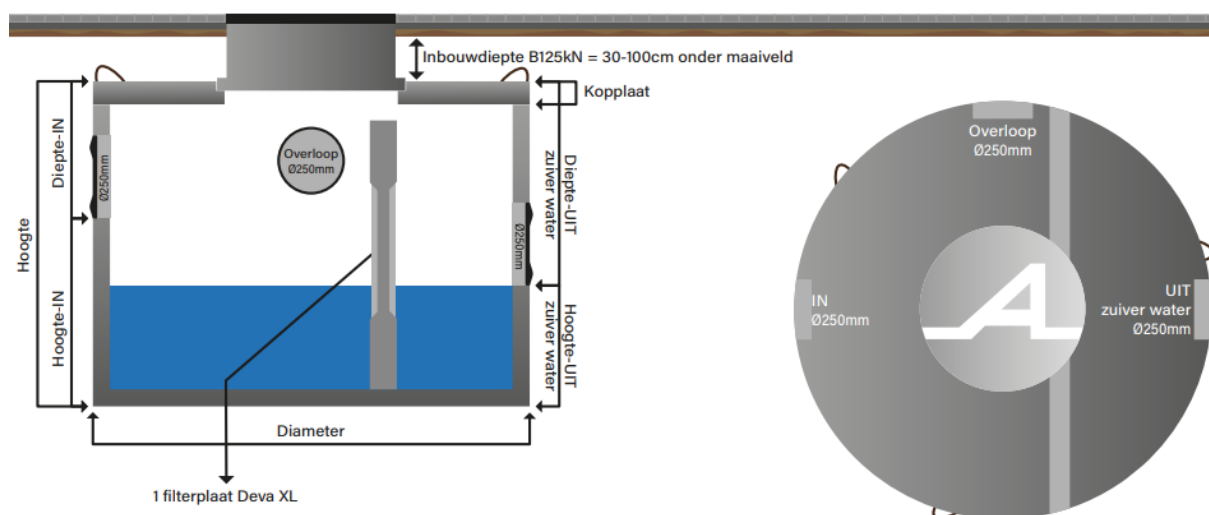 Inbouwdiepte B125kN = 30-100cm onder maaiveld
Kopplaat
Hoogte
Diepte-IN
Hoogte-IN
Ø250mm
Overloop
Ø250mm
Ø250mm
Diepte-UIT
zuiver water
Hoogte-UIT
zuiver water
Diameter
1 filterplaat Deva XL
Overloop
Ø250mm
IN
Ø250mm
UIT
zuiver water
Ø250mm